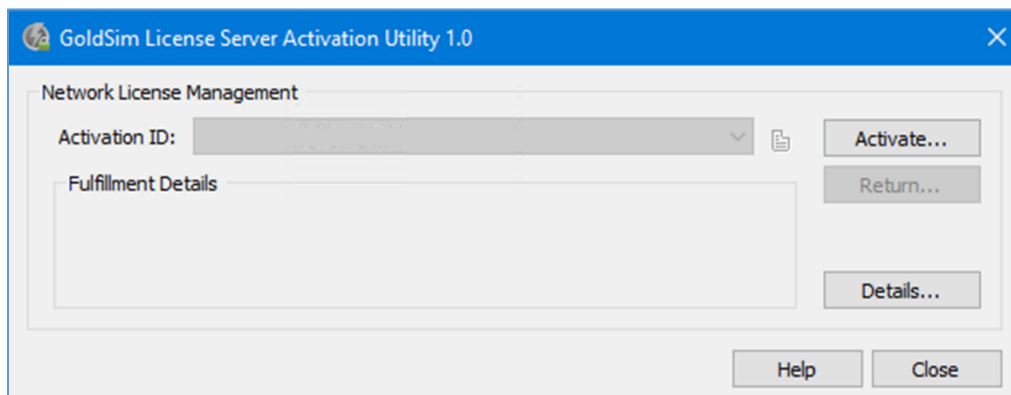 GoldSim License Server Activation Utility 1.0
Network License Management
Activation ID:
Activate...
Fulfillment Details
Return...
Details...
Help
Close